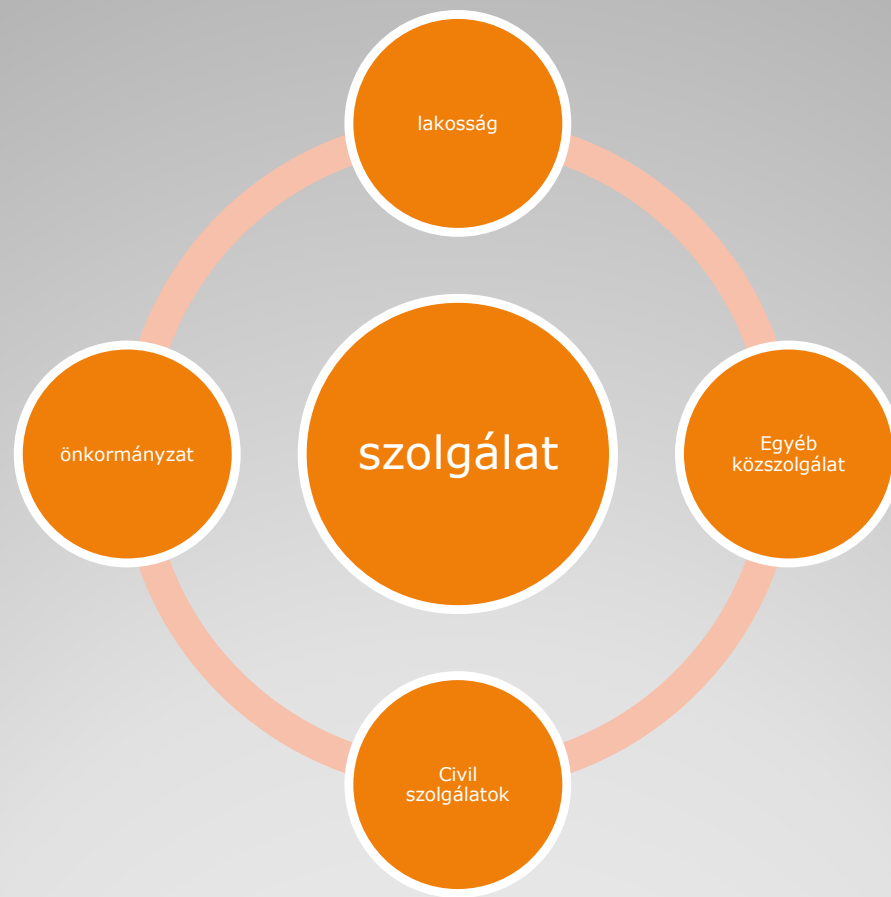 lakosság
szolgálat
önkormányzat
Egyéb
közszolgálat
Civil
szolgálatok